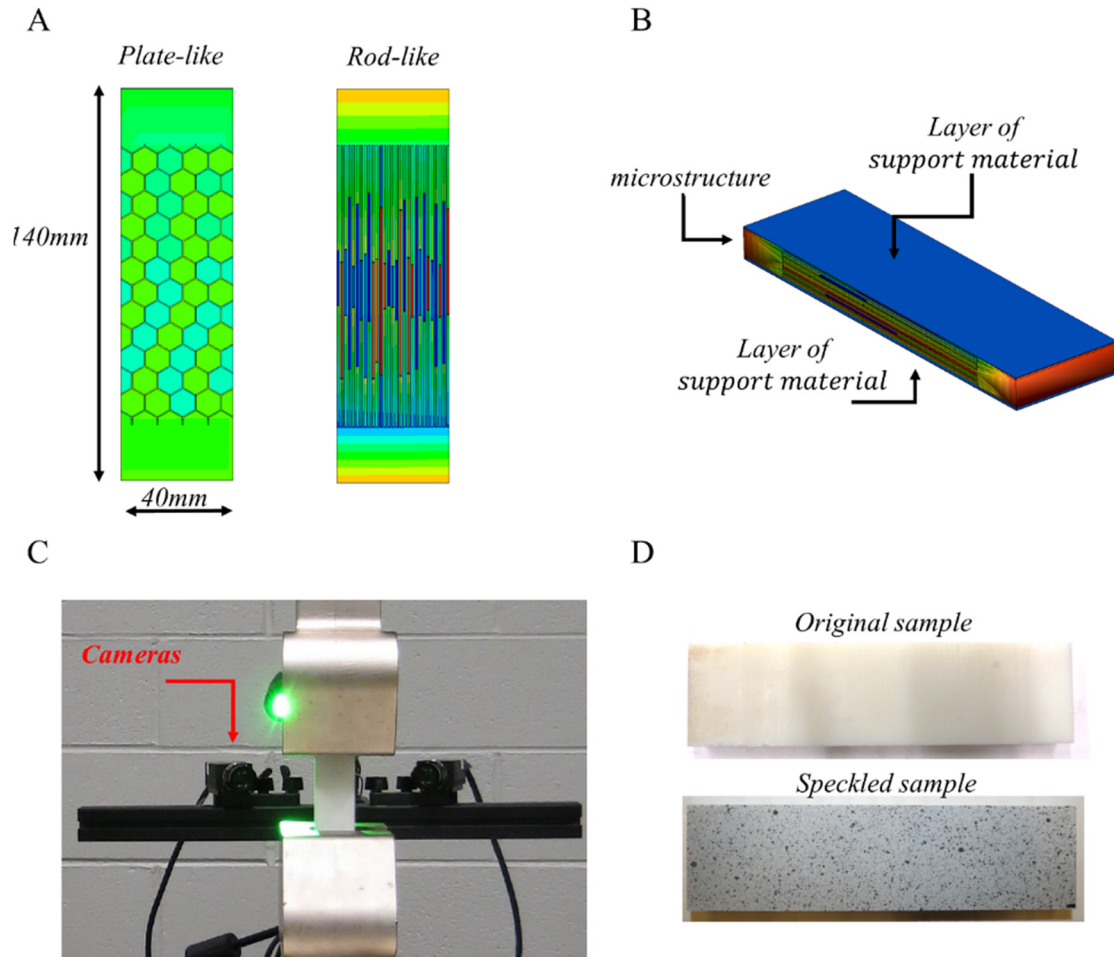 A
Plate-like
Rod-like
140mm
40mm
B
Layer of
support material
microstructure
Layer of
support material
C
Cameras
D
Original sample
Speckled sample